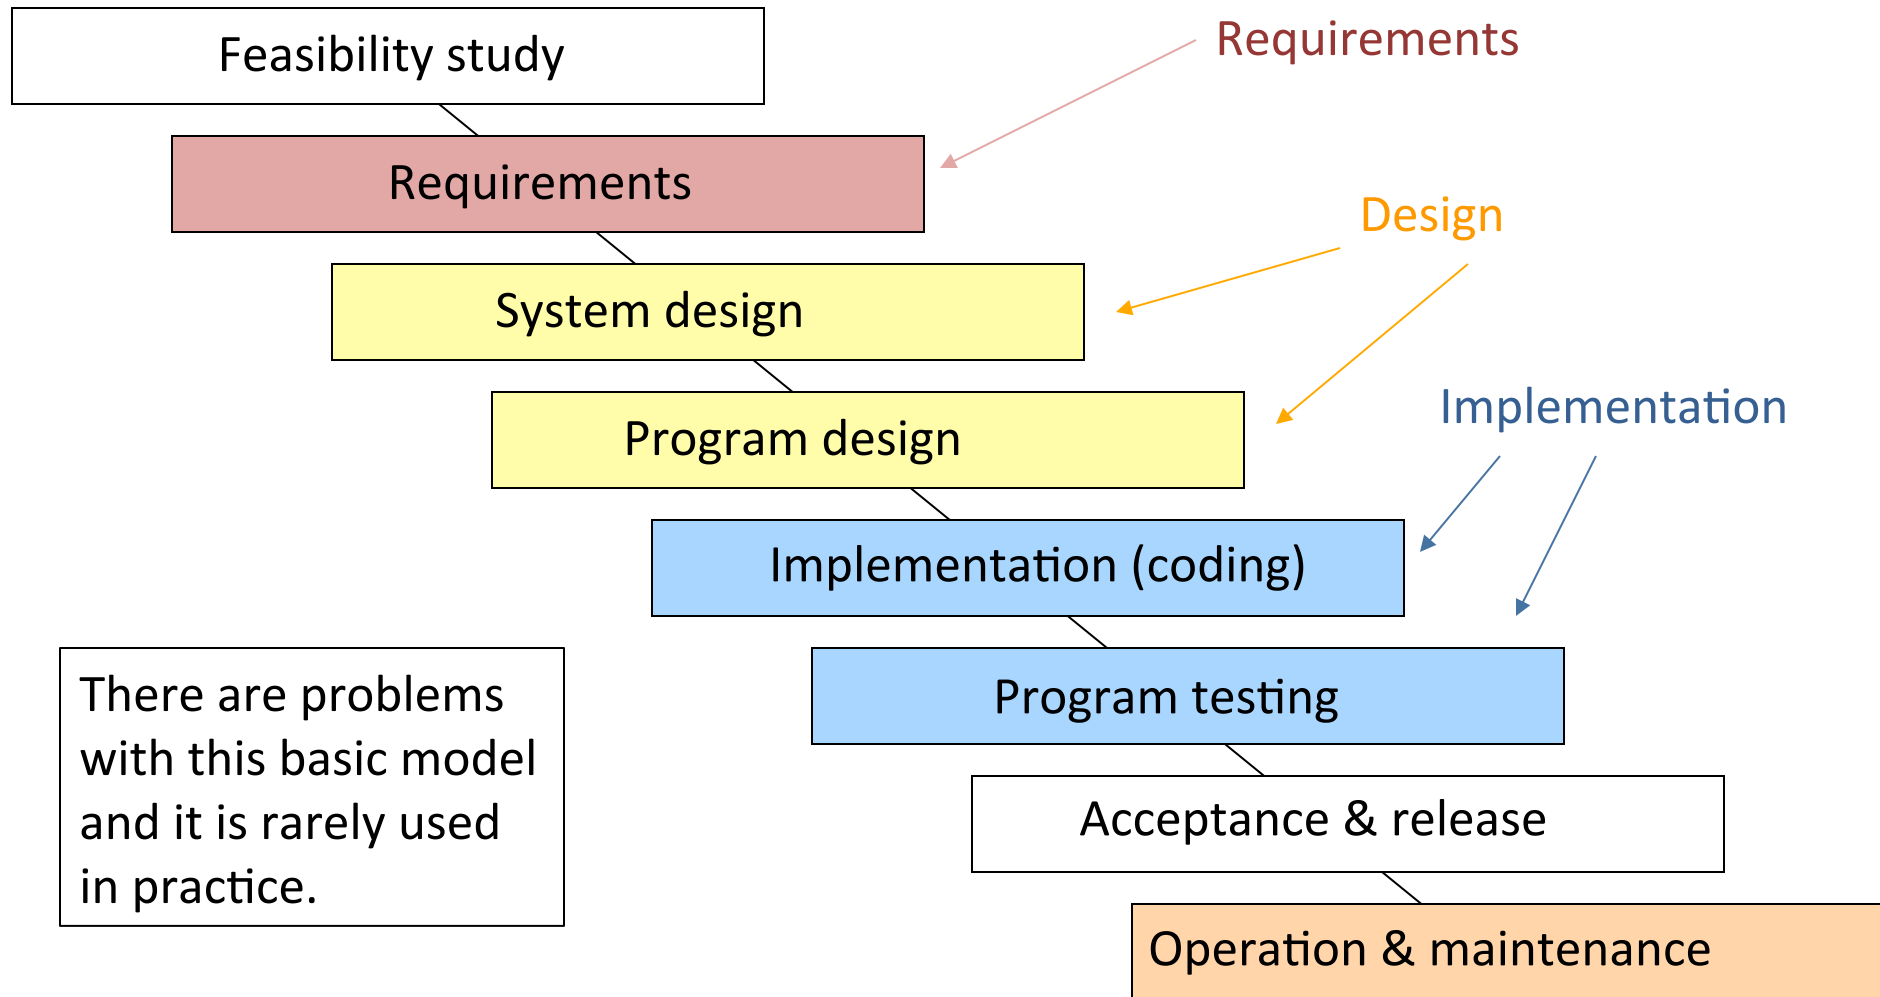 Feasibility study
Requirements
Requirements
Design
System design
Implementation
Program design
Implementation (coding)
There are problems
with this basic model
and it is rarely used
in practice.
Program testing
Acceptance & release
Operation & maintenance